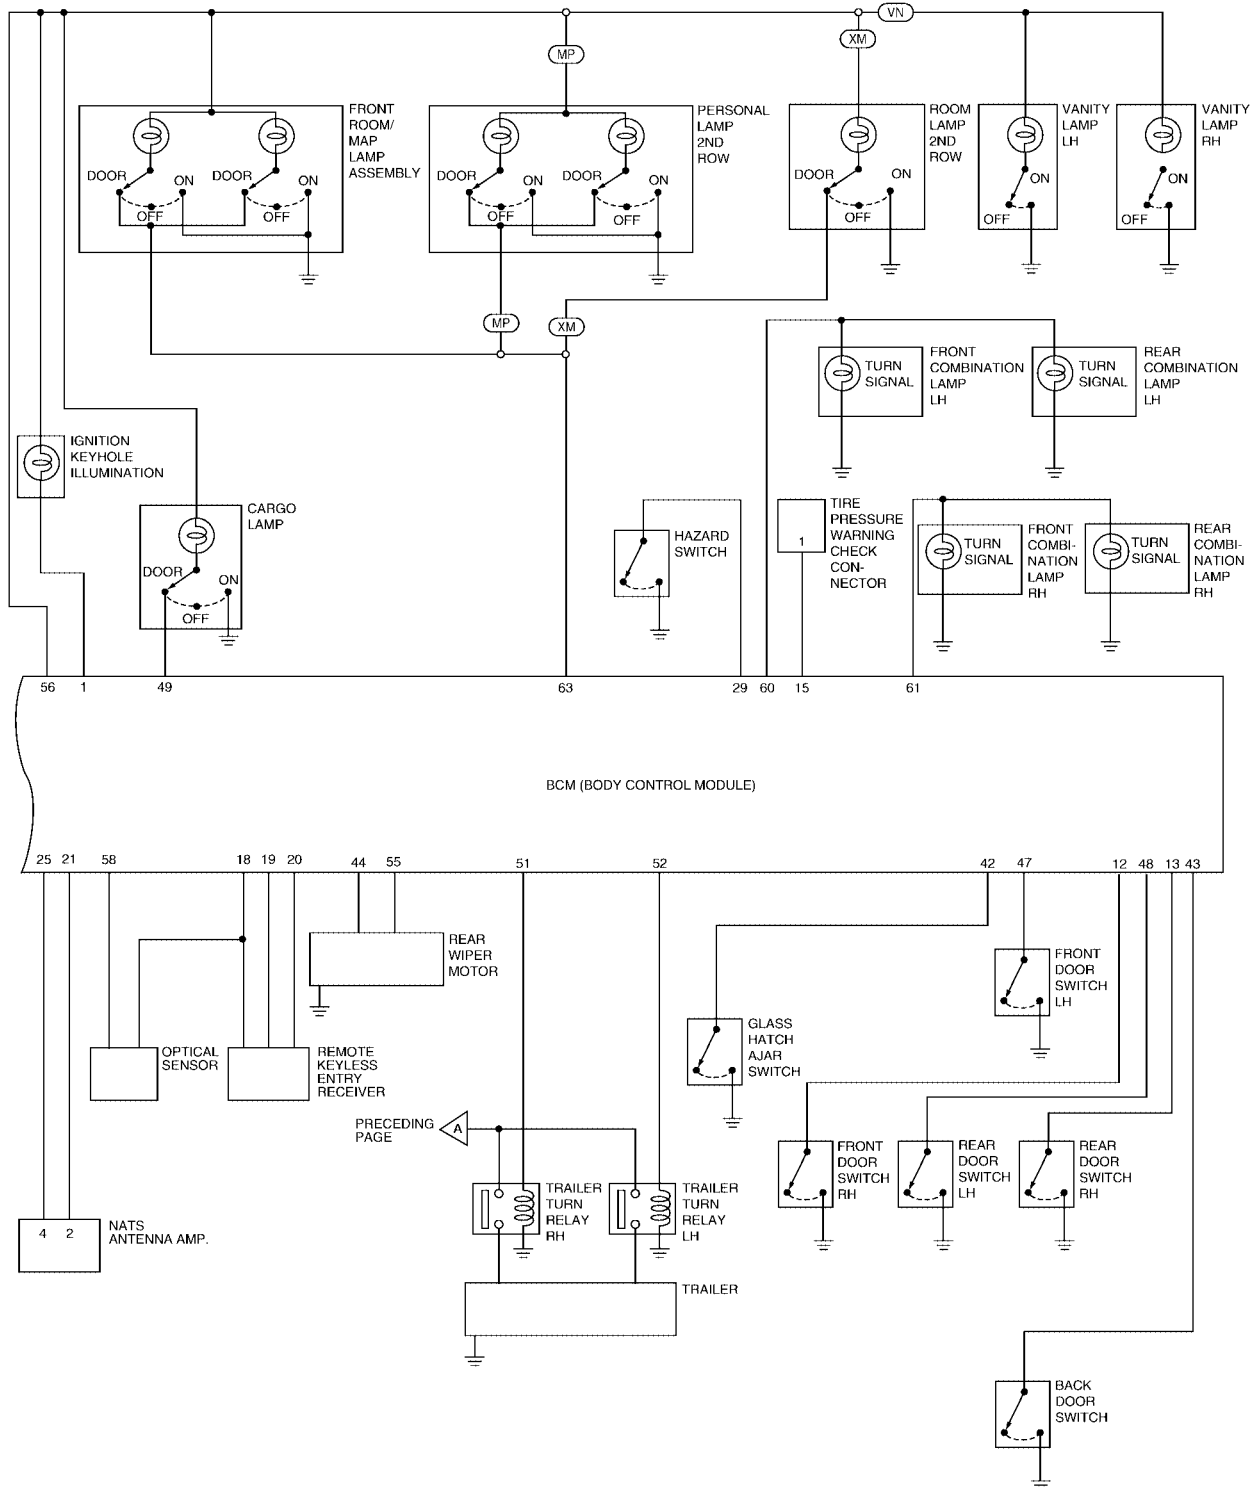 VN
XM
MP
FRONT
ROOM/
MAP
LAMP
ASSEMBLY
DOOR
ON
OFF
DOOR
ON
OFF
PERSONAL
LAMP
2ND
ROW
DOOR
ON
OFF
DOOR
ON
OFF
ROOM
LAMP
2ND
ROW
DOOR
ON
OFF
VANITY
LAMP
LH
ON
OFF
VANITY
LAMP
RH
ON
OFF
MP
XM
TURN
SIGNAL
FRONT
COMBINATION
LAMP
LH
TURN
SIGNAL
REAR
COMBINATION
LAMP
LH
IGNITION
KEYHOLE
ILLUMINATION
CARGO
LAMP
DOOR
ON
OFF
HAZARD
SWITCH
1
TIRE
PRESSURE
WARNING
CHECK
CON-
NECTOR
TURN
SIGNAL
FRONT
COMBI-
NATION
LAMP
RH
TURN
SIGNAL
REAR
COMBI-
NATION
LAMP
RH
56 1 49 63 29 60 15 61
BCM (BODY CONTROL MODULE)
25 21 58 18 19 20 44 55 51 52 42 47 12 48 13 43
REAR
WIPER
MOTOR
OPTICAL
SENSOR
REMOTE
KEYLESS
ENTRY
RECEIVER
FRONT
DOOR
SWITCH
LH
GLASS
HATCH
AJAR
SWITCH
PRECEDING
PAGE
A
FRONT
DOOR
SWITCH
RH
REAR
DOOR
SWITCH
LH
REAR
DOOR
SWITCH
RH
TRAILER
TURN
RELAY
RH
TRAILER
TURN
RELAY
LH
4 2
NATS
ANTENNA AMP.
TRAILER
BACK
DOOR
SWITCH